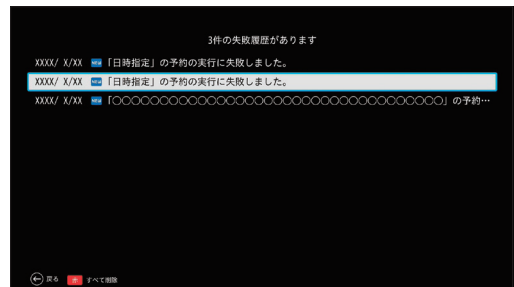 3件の失敗履歴があります
XXXX/ X/XX NEW 「日時指定」の予約の実行に失敗しました。
XXXX/ X/XX NEW 「日時指定」の予約の実行に失敗しました。
XXXX/ X/XX NEW 「○○○○○○○○○○○○○○○○○○○○○○○○○○○○○○○○○○○」の予約…
戻る 赤 すべて削除